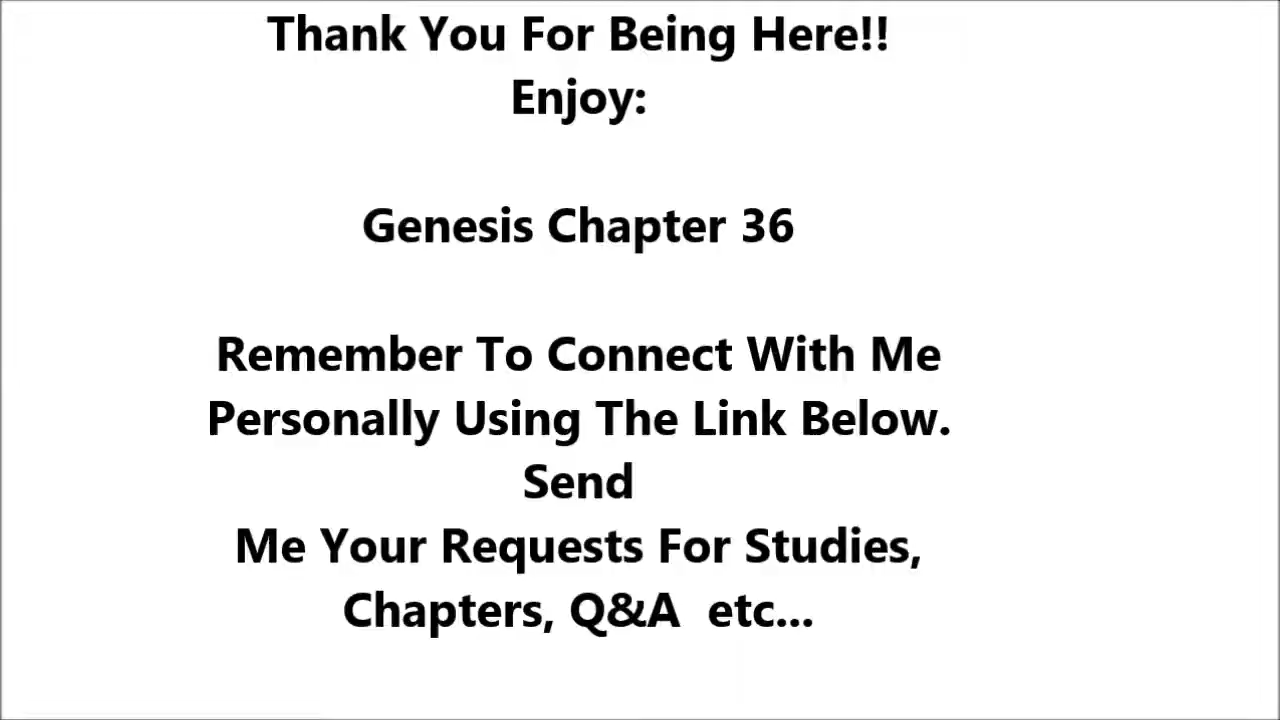 Thank You For Being Here!!
Enjoy:
Genesis Chapter 36
Remember To Connect With Me
Personally Using The Link Below.
Send
Me Your Requests For Studies,
Chapters, Q&A  etc...